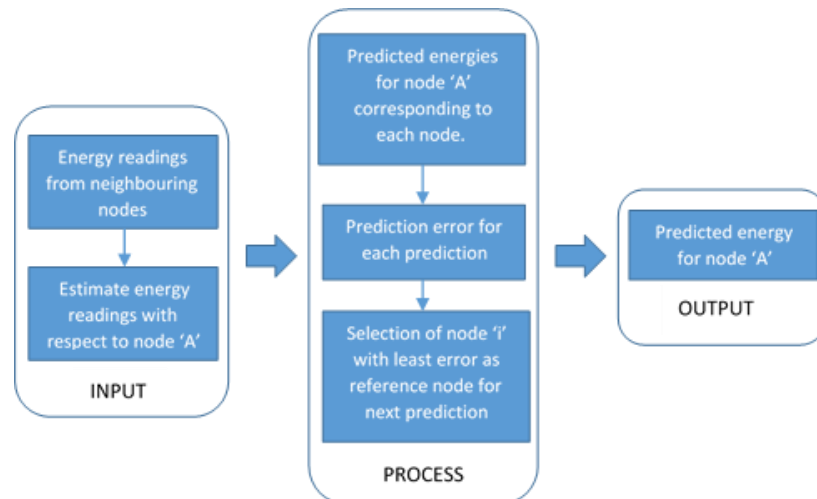 Energy readings
from neighbouring
nodes
Estimate energy
readings with
respect to node ‘A’
INPUT
Predicted energies
for node ‘A’
corresponding to
each node.
Prediction error for
each prediction
Selection of node ‘i’
with least error as
reference node for
next prediction
PROCESS
Predicted energy
for node ‘A’
OUTPUT